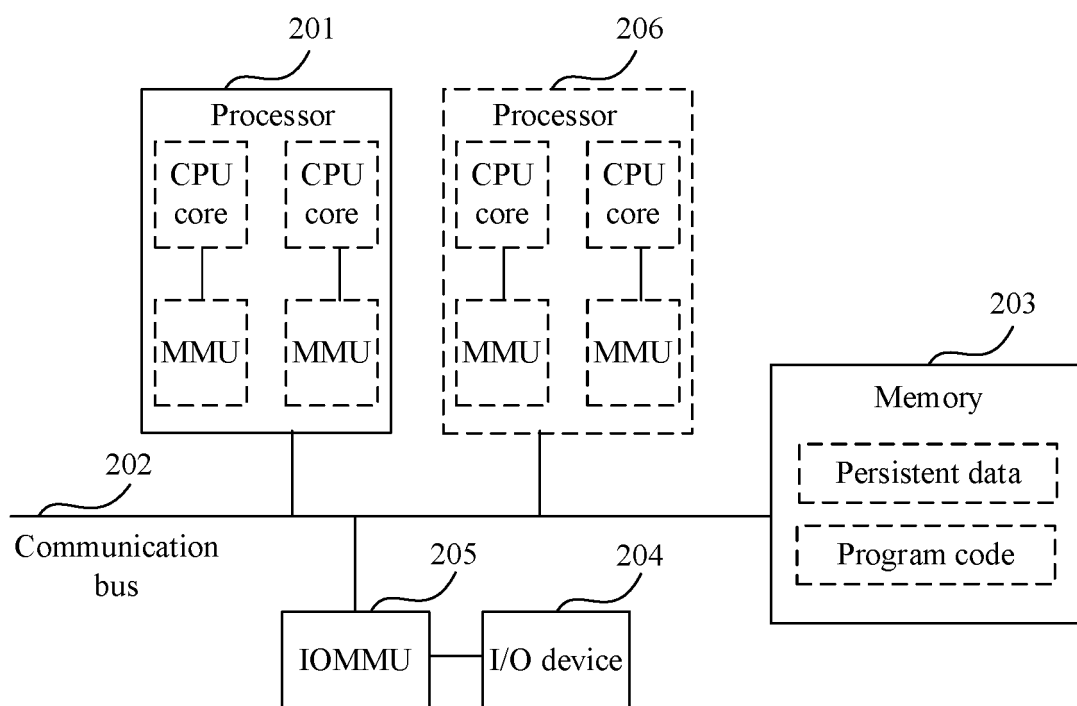 201
206
Processor
Processor
CPU
core
CPU
core
CPU
core
CPU
core
MMU
MMU
MMU
MMU
203
Memory
Persistent data
Program code
202
Communication
bus
205
204
IOMMU
I/O device